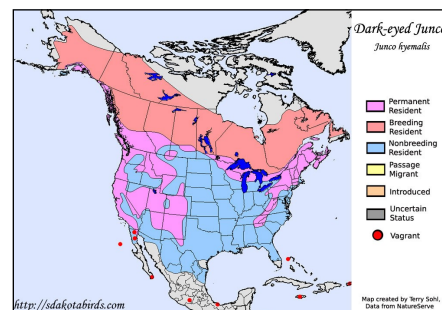 Dark-eyed Junco
Junco hyemalis
Permanent
Resident
Breeding
Resident
Nonbreeding
Resident
Passage
Migrant
Introduced
Uncertain
Status
Vagrant
http://sdakotabirds.com
Map created by Terry Sohl,
Data from NatureServe